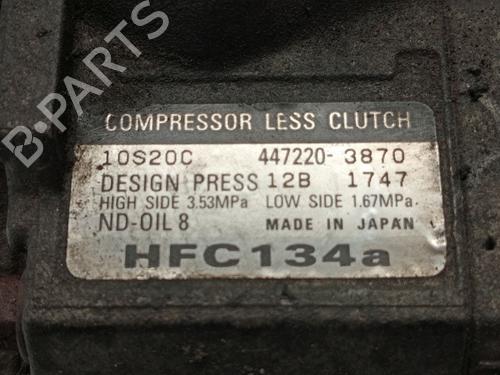 B-PARTS
COMPRESSOR LESS CLUTCH
10S20C 447220-3870
DESIGN PRESS 12B 1747
HIGH SIDE 3.53MPa LOW SIDE 1.67MPa
ND-OIL 8 MADE IN JAPAN
HFC134a